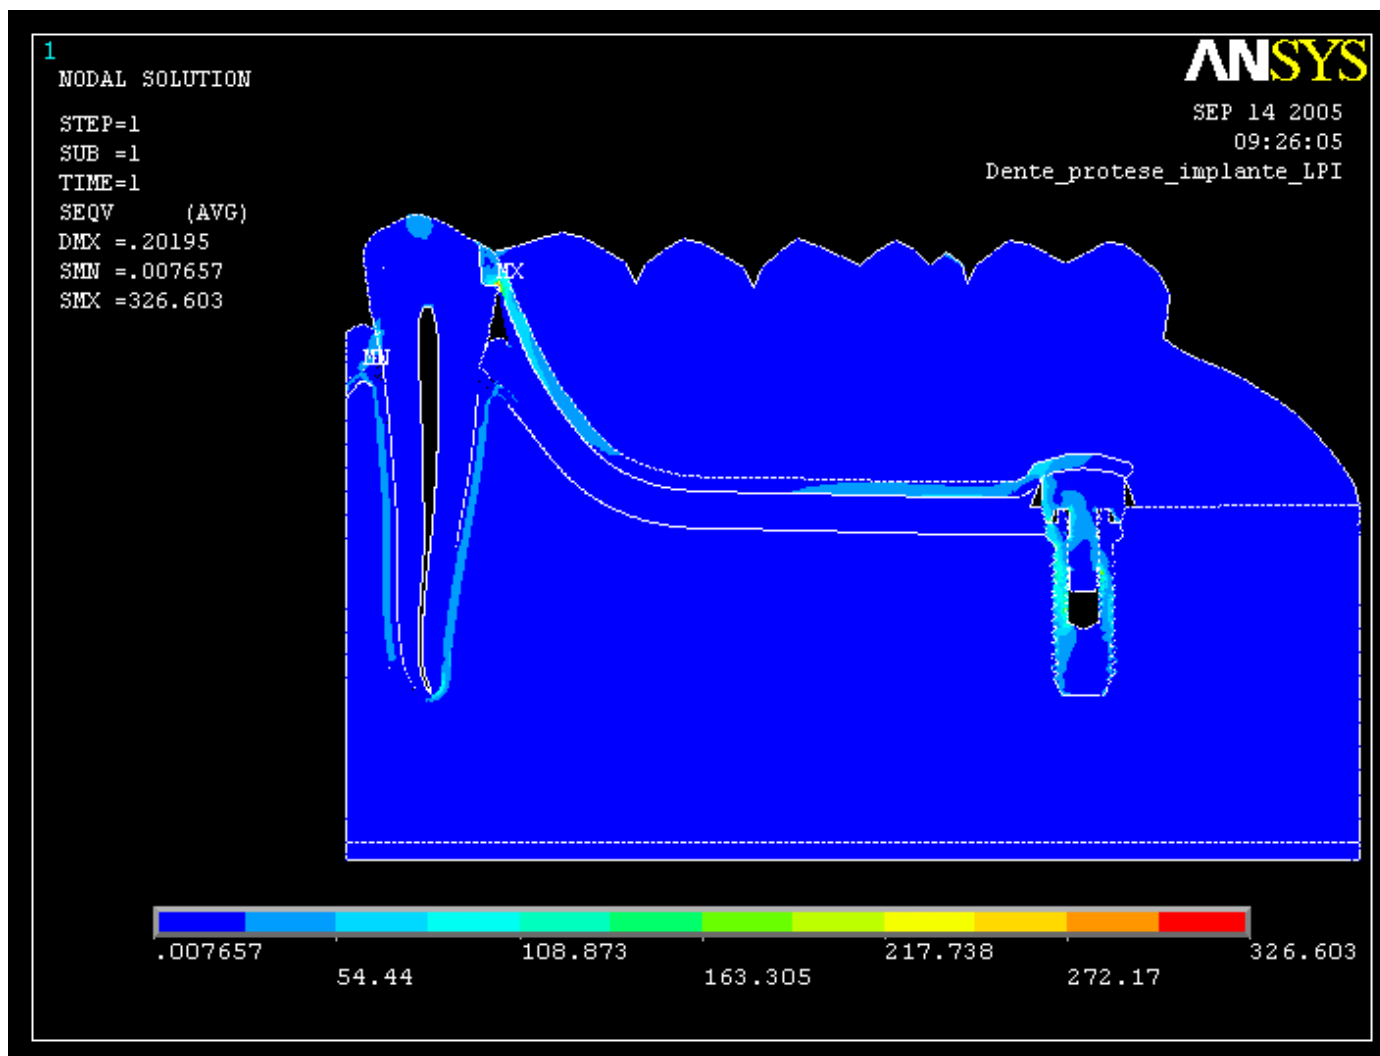 1
ANSYS
NODAL SOLUTION
SEP 14 2005
09:26:05
Dente_protese_implante_LPI
STEP=1
SUB =1
TIME=1
SEQV (AVG)
DMX =.20195
SMN =.007657
SMX =326.603
MX
MN
.007657 108.873 217.738 326.603
54.44 163.305 272.17